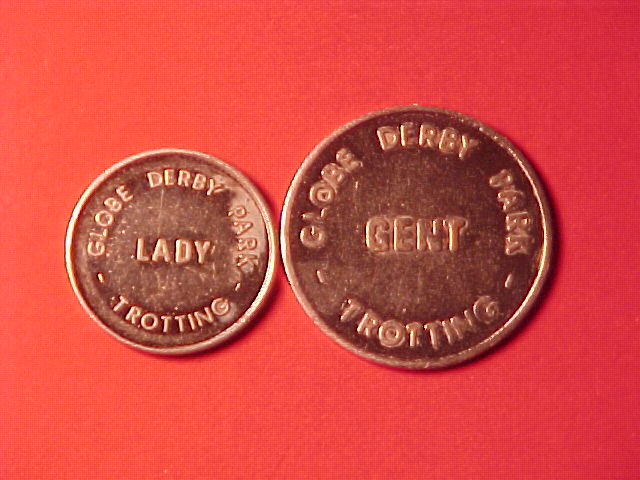 GLOBE DERBY PARK
LADY
- TROTTING -
GLOBE DERBY PARK
GENT
- TROTTING -